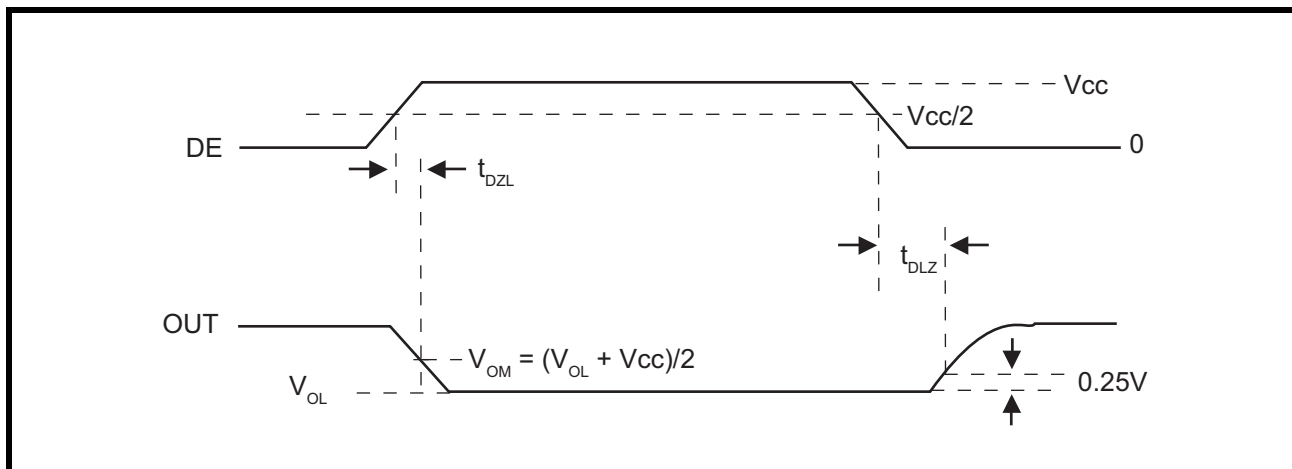 Vcc
Vcc/2
DE
0
tDZL
tDLZ
OUT
VOM = (VOL + Vcc)/2
VOL
0.25V